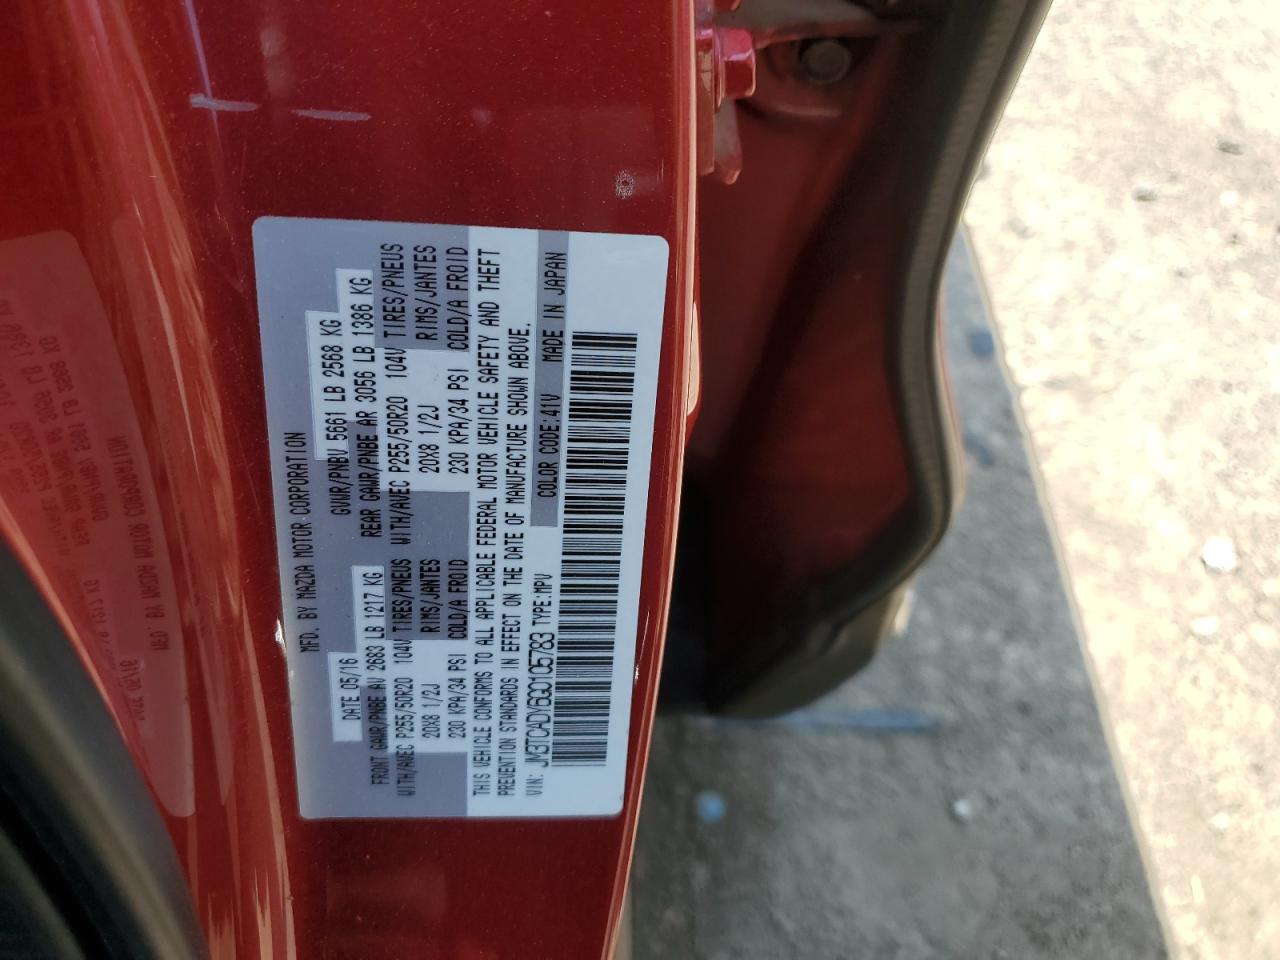 MFD. BY MAZDA MOTOR CORPORATION
DATE 05/16 GVWR/PNBV 5661 LB 2568 KG
FRONT GAWR/PNBE AV 2683 LB 1217 KG REAR GAWR/PNBE AR 3056 LB 1386 KG
WITH/AVEC P255/50R20 104V TIRES/PNEUS WITH/AVEC P255/50R20 104V TIRES/PNEUS
20X8 1/2J RIMS/JANTES 20X8 1/2J RIMS/JANTES
230 KPA/34 PSI COLD/A FROID 230 KPA/34 PSI COLD/A FROID
THIS VEHICLE CONFORMS TO ALL APPLICABLE FEDERAL MOTOR VEHICLE SAFETY AND THEFT
PREVENTION STANDARDS IN EFFECT ON THE DATE OF MANUFACTURE SHOWN ABOVE.
VIN: JM3TCADY6G0105783 TYPE:MPV COLOR CODE:41V MADE IN JAPAN